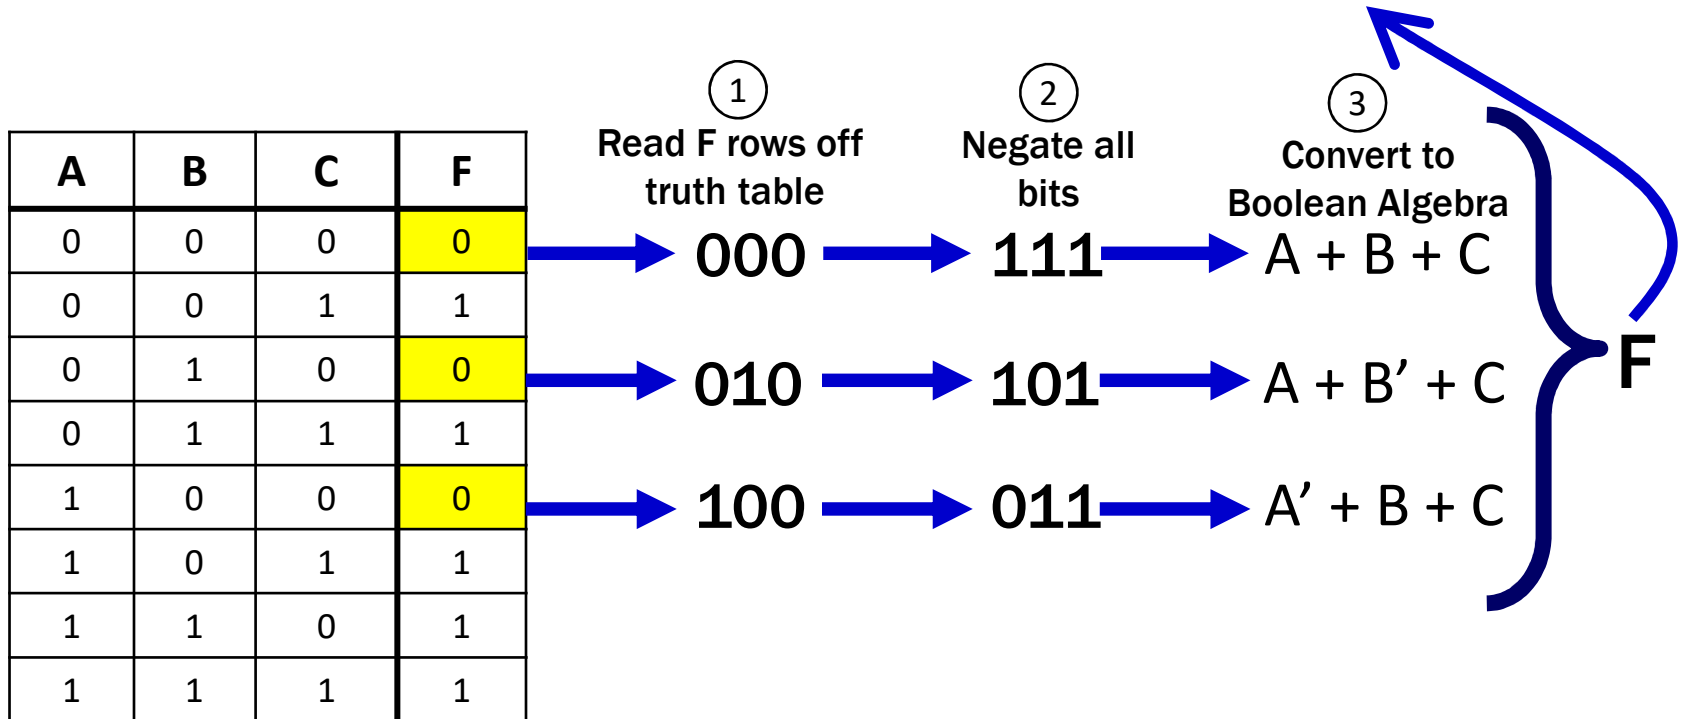 1
Read F rows off
truth table
2
Negate all
bits
3
Convert to
Boolean Algebra
A B C F
0 0 0 0
000
111
A + B + C
0 0 1 1
0 1 0 0
010
101
A + B′ + C
F
0 1 1 1
1 0 0 0
100
011
A′ + B + C
1 0 1 1
1 1 0 1
1 1 1 1